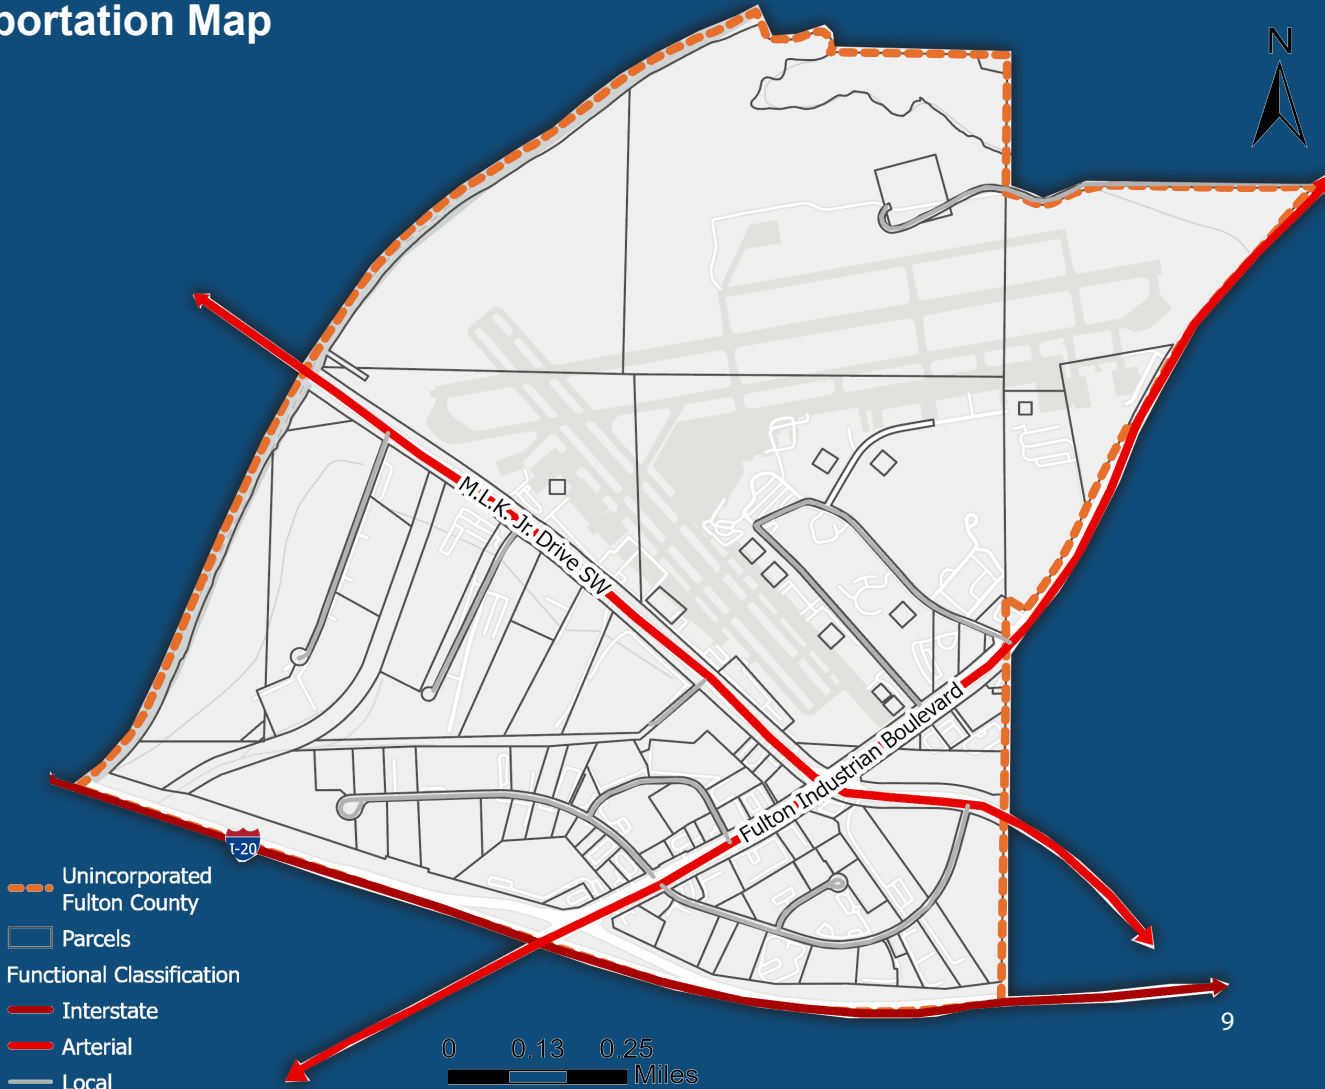 portation Map
N
M.L.K. Jr. Drive SW
Fulton Industrial Boulevard
I-20
Unincorporated
Fulton County
Parcels
Functional Classification
Interstate
Arterial
Local
0 0.13 0.25
Miles
9